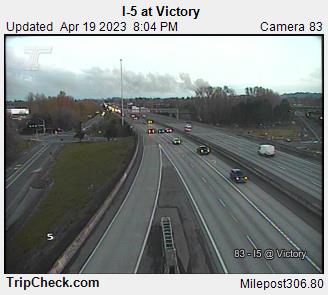 I-5 at Victory
Updated Apr 19 2023 8:04 PM Camera 83
S
83 - I5 @ Victory
TripCheck.com Milepost306.80